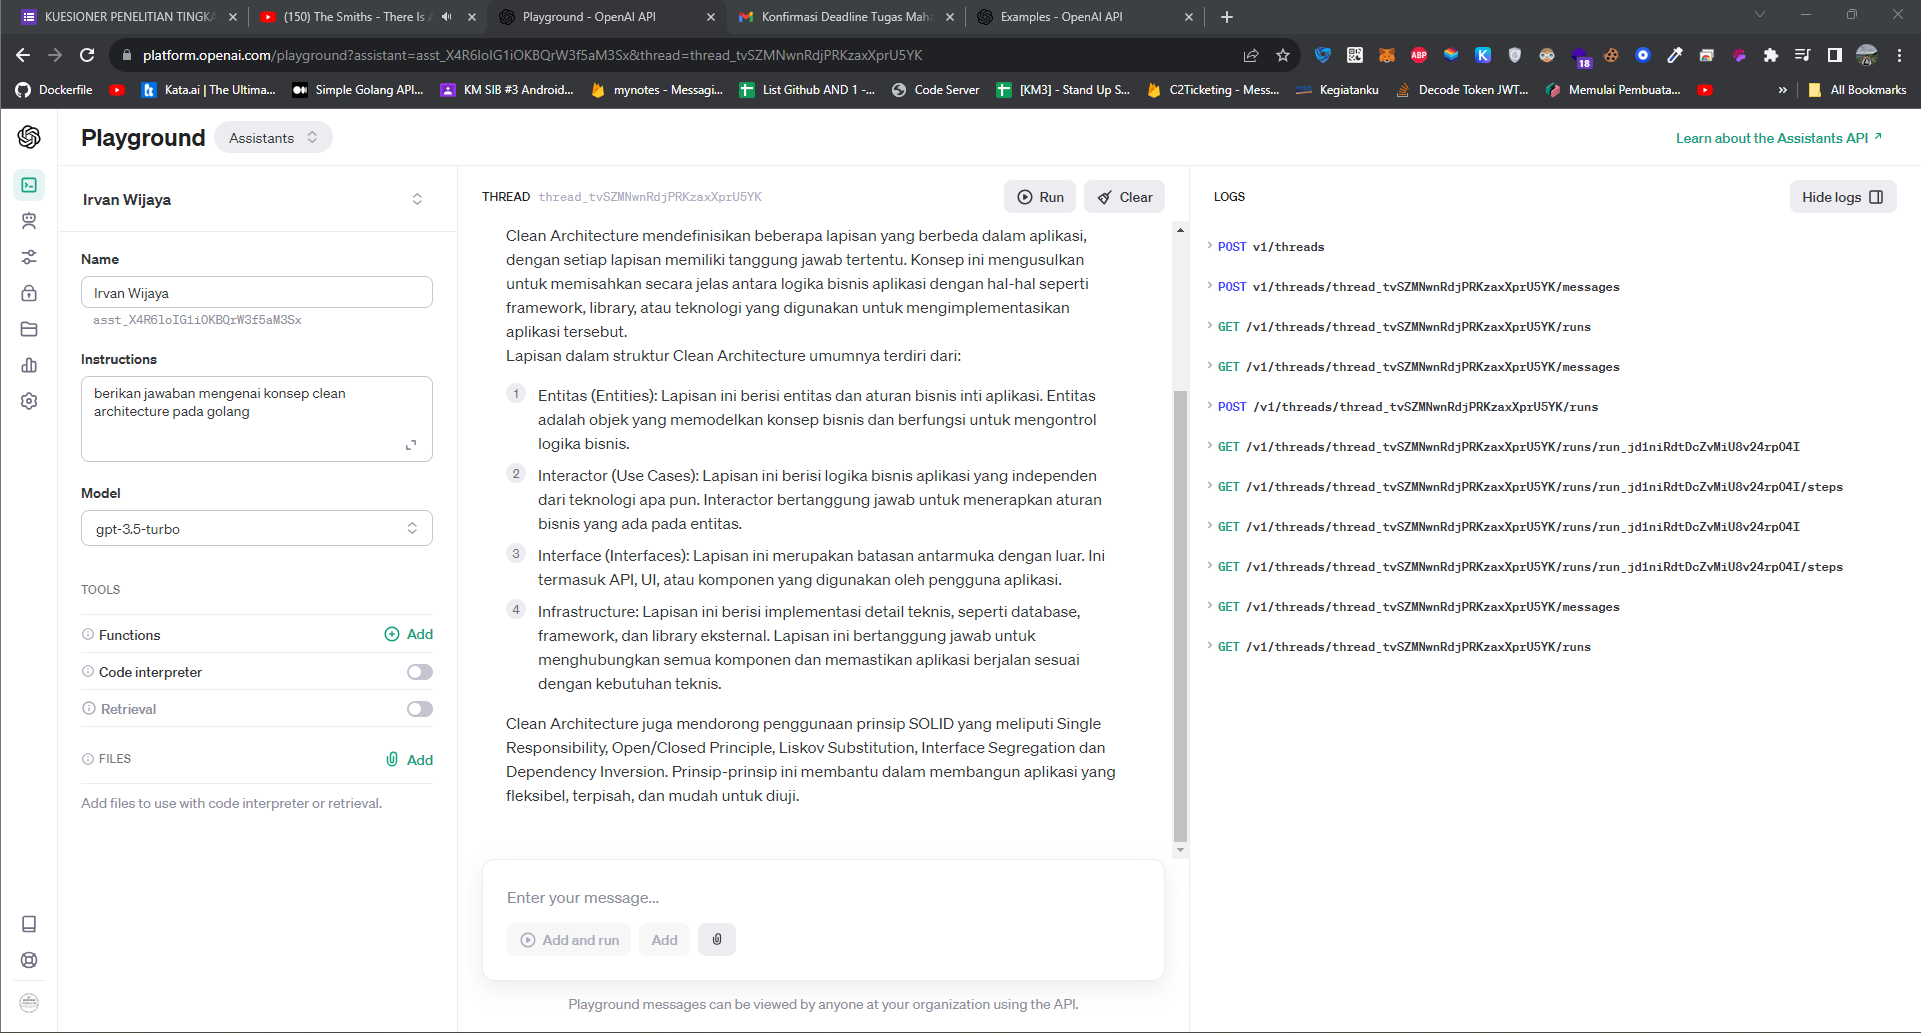 KUESIONER PENELITIAN TINGKA
(150) The Smiths - There Is A
Playground - OpenAI API
Konfirmasi Deadline Tugas Maha
Examples - OpenAI API
platform.openai.com/playground?assistant=asst_X4R6loIG1iOKBQrW3f5aM3Sx&thread=thread_tvSZMNwnRdjPRKzaxXprU5YK
ABP
18
Dockerfile
Kata.ai | The Ultima...
Simple Golang API...
KM SIB #3 Android...
mynotes - Messagi...
List Github AND 1 -...
Code Server
[KM3] - Stand Up S...
C2Ticketing - Mess...
Kegiatanku
Decode Token JWT...
Memulai Pembuata...
»
All Bookmarks
Playground
Assistants
Learn about the Assistants API
Irvan Wijaya
Name
Irvan Wijaya
asst_X4R6loIG1iOKBQrW3f5aM3Sx
Instructions
berikan jawaban mengenai konsep clean
architecture pada golang
Model
gpt-3.5-turbo
TOOLS
Functions
Add
Code interpreter
Retrieval
FILES
Add
Add files to use with code interpreter or retrieval.
THREAD thread_tvSZMNwnRdjPRKzaxXprU5YK
Run
Clear
Clean Architecture mendefinisikan beberapa lapisan yang berbeda dalam aplikasi,
dengan setiap lapisan memiliki tanggung jawab tertentu. Konsep ini mengusulkan
untuk memisahkan secara jelas antara logika bisnis aplikasi dengan hal-hal seperti
framework, library, atau teknologi yang digunakan untuk mengimplementasikan
aplikasi tersebut.
Lapisan dalam struktur Clean Architecture umumnya terdiri dari:
1 Entitas (Entities): Lapisan ini berisi entitas dan aturan bisnis inti aplikasi. Entitas
adalah objek yang memodelkan konsep bisnis dan berfungsi untuk mengontrol
logika bisnis.
2 Interactor (Use Cases): Lapisan ini berisi logika bisnis aplikasi yang independen
dari teknologi apa pun. Interactor bertanggung jawab untuk menerapkan aturan
bisnis yang ada pada entitas.
3 Interface (Interfaces): Lapisan ini merupakan batasan antarmuka dengan luar. Ini
termasuk API, UI, atau komponen yang digunakan oleh pengguna aplikasi.
4 Infrastructure: Lapisan ini berisi implementasi detail teknis, seperti database,
framework, dan library eksternal. Lapisan ini bertanggung jawab untuk
menghubungkan semua komponen dan memastikan aplikasi berjalan sesuai
dengan kebutuhan teknis.
Clean Architecture juga mendorong penggunaan prinsip SOLID yang meliputi Single
Responsibility, Open/Closed Principle, Liskov Substitution, Interface Segregation dan
Dependency Inversion. Prinsip-prinsip ini membantu dalam membangun aplikasi yang
fleksibel, terpisah, dan mudah untuk diuji.
Enter your message...
Add and run
Add
Playground messages can be viewed by anyone at your organization using the API.
LOGS
Hide logs
POST v1/threads
POST v1/threads/thread_tvSZMNwnRdjPRKzaxXprU5YK/messages
GET /v1/threads/thread_tvSZMNwnRdjPRKzaxXprU5YK/runs
GET /v1/threads/thread_tvSZMNwnRdjPRKzaxXprU5YK/messages
POST /v1/threads/thread_tvSZMNwnRdjPRKzaxXprU5YK/runs
GET /v1/threads/thread_tvSZMNwnRdjPRKzaxXprU5YK/runs/run_jd1niRdtDcZvMiU8v24rpO4I
GET /v1/threads/thread_tvSZMNwnRdjPRKzaxXprU5YK/runs/run_jd1niRdtDcZvMiU8v24rpO4I/steps
GET /v1/threads/thread_tvSZMNwnRdjPRKzaxXprU5YK/runs/run_jd1niRdtDcZvMiU8v24rpO4I
GET /v1/threads/thread_tvSZMNwnRdjPRKzaxXprU5YK/runs/run_jd1niRdtDcZvMiU8v24rpO4I/steps
GET /v1/threads/thread_tvSZMNwnRdjPRKzaxXprU5YK/messages
GET /v1/threads/thread_tvSZMNwnRdjPRKzaxXprU5YK/runs